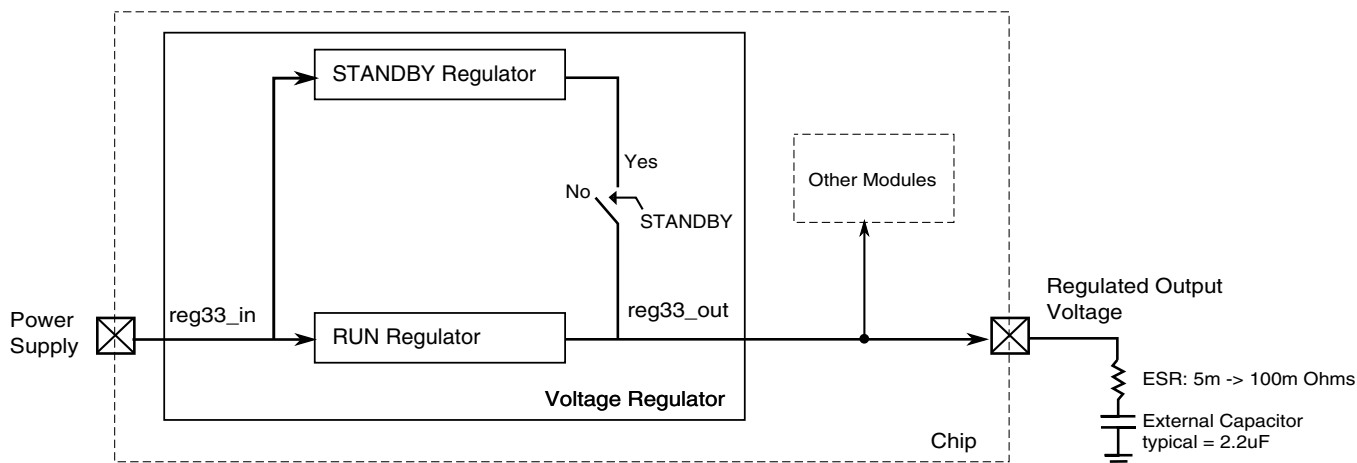 STANDBY Regulator
Yes
No
STANDBY
Other Modules
Power
Supply
reg33_in
RUN Regulator
reg33_out
Regulated Output
Voltage
ESR: 5m -> 100m Ohms
Voltage Regulator
External Capacitor
typical = 2.2uF
Chip